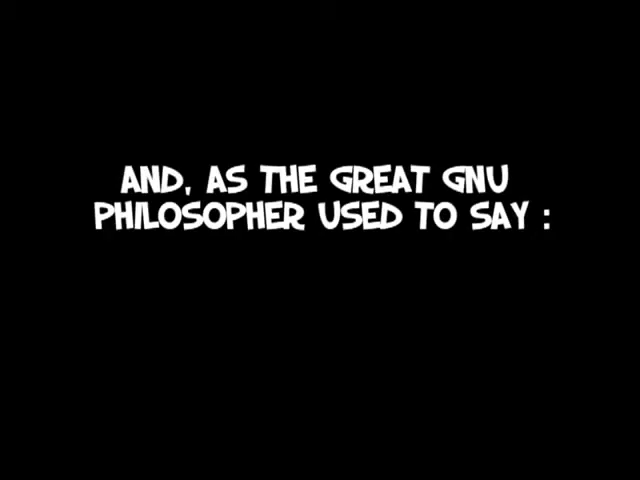 AND, AS THE GREAT GNU
PHILOSOPHER USED TO SAY :